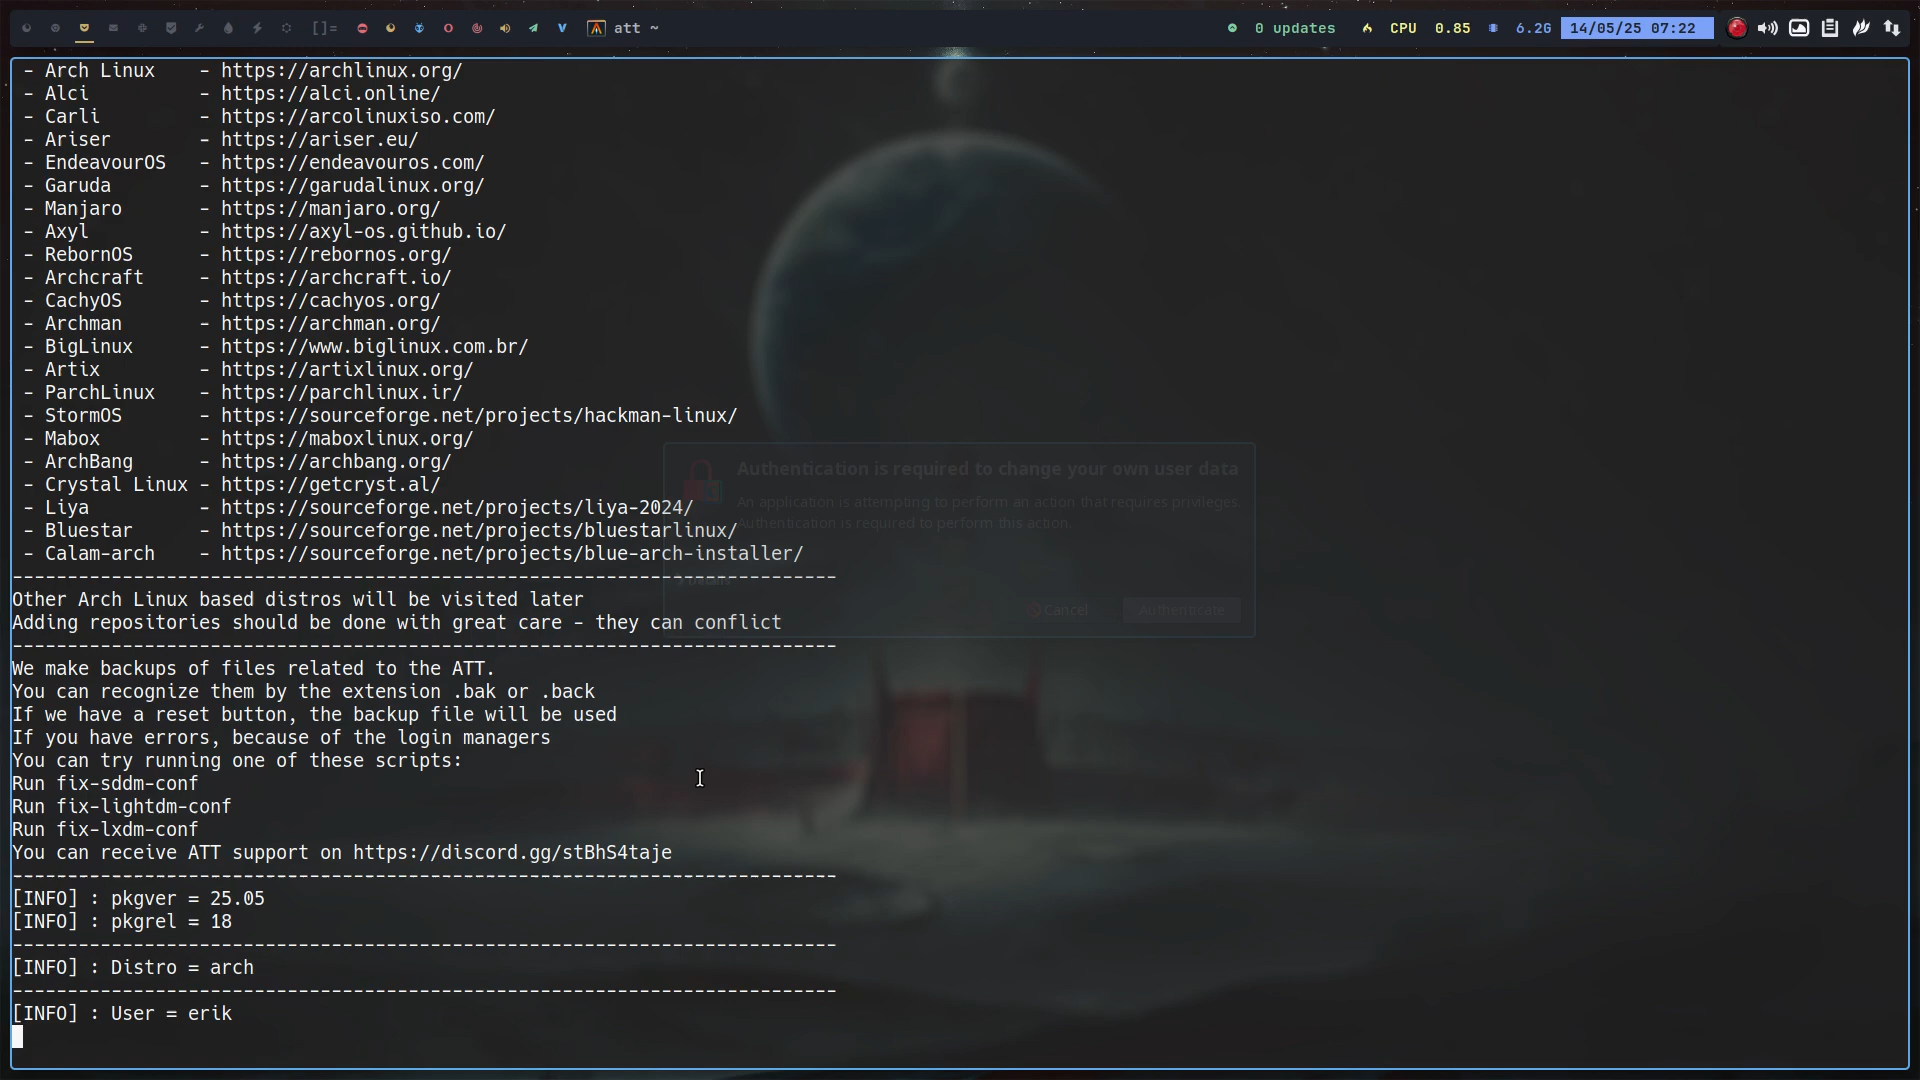 []= att ~ 0 updates CPU 0.85 6.2G 14/05/25 07:22
- Arch Linux - https://archlinux.org/
- Alci - https://alci.online/
- Carli - https://arcolinuxiso.com/
- Ariser - https://ariser.eu/
- EndeavourOS - https://endeavouros.com/
- Garuda - https://garudalinux.org/
- Manjaro - https://manjaro.org/
- Axyl - https://axyl-os.github.io/
- RebornOS - https://rebornos.org/
- Archcraft - https://archcraft.io/
- CachyOS - https://cachyos.org/
- Archman - https://archman.org/
- BigLinux - https://www.biglinux.com.br/
- Artix - https://artixlinux.org/
- ParchLinux - https://parchlinux.ir/
- StormOS - https://sourceforge.net/projects/hackman-linux/
- Mabox - https://maboxlinux.org/
- ArchBang - https://archbang.org/
- Crystal Linux - https://getcryst.al/
- Liya - https://sourceforge.net/projects/liya-2024/
- Bluestar - https://sourceforge.net/projects/bluestarlinux/
- Calam-arch - https://sourceforge.net/projects/blue-arch-installer/
---------------------------------------------------------------------------
Other Arch Linux based distros will be visited later
Adding repositories should be done with great care - they can conflict
---------------------------------------------------------------------------
We make backups of files related to the ATT.
You can recognize them by the extension .bak or .back
If we have a reset button, the backup file will be used
If you have errors, because of the login managers
You can try running one of these scripts:
Run fix-sddm-conf
Run fix-lightdm-conf
Run fix-lxdm-conf
You can receive ATT support on https://discord.gg/stBhS4taje
---------------------------------------------------------------------------
[INFO] : pkgver = 25.05
[INFO] : pkgrel = 18
---------------------------------------------------------------------------
[INFO] : Distro = arch
---------------------------------------------------------------------------
[INFO] : User = erik
Authentication is required to change your own user data
An application is attempting to perform an action that requires privileges.
Authentication is required to perform this action.
Cancel Authenticate